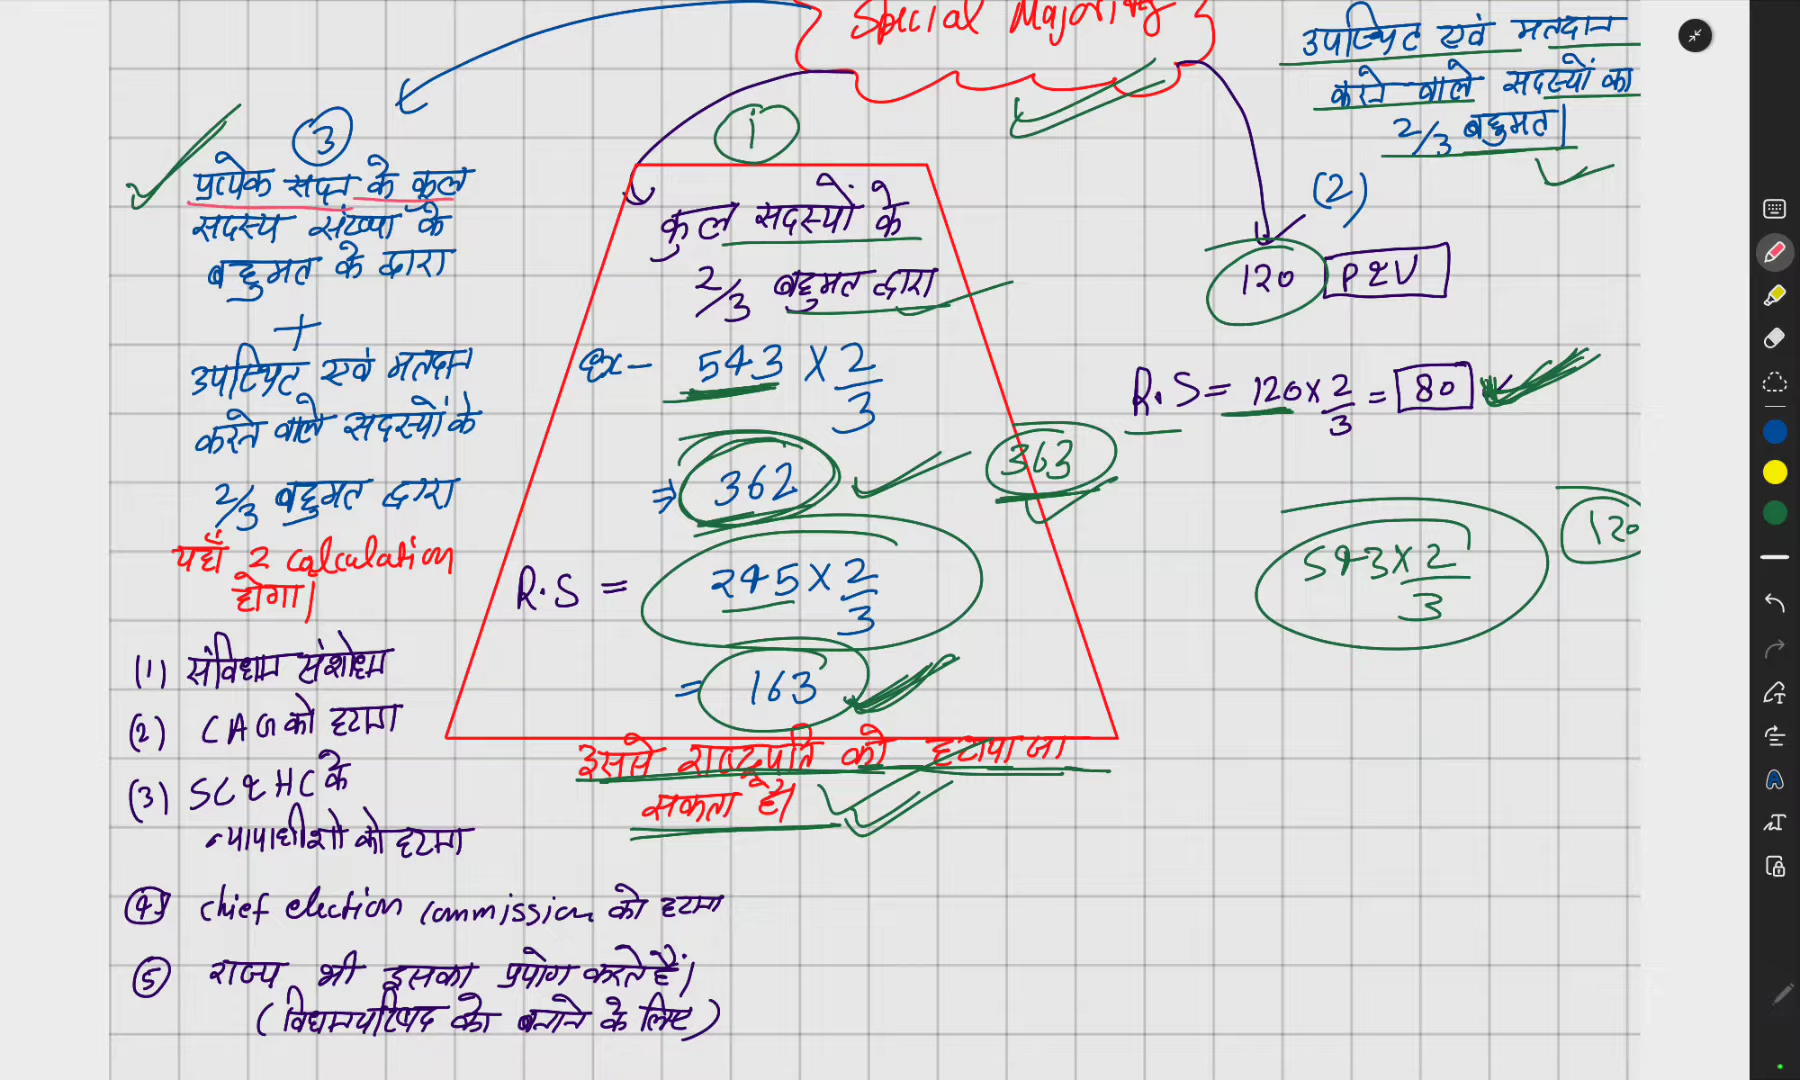 Special Majority
उपस्थित एवं मतदान
करने वाले सदस्यों का
2/3 बहुमत|
(3)
प्रत्येक सदन के कुल
सदस्य संख्या के
बहुमत के द्वारा
+
उपस्थित एवं मतदान
करने वाले सदस्यों के
2/3 बहुमत द्वारा
यहाँ 2 calculation
होगा|
(1) संविधान संशोधन
(2) CAG को हटाना
(3) SC & HC के
न्यायाधीशो को हटाना
(4) chief election commission को हटाना
(5) राज्य भी इसका प्रयोग करते हैं|
(विधानपरिषद को बनाने के लिए)
(1)
कुल सदस्यों के
2/3 बहुमत द्वारा
ex- 543 × 2/3
⇒ 362
363
R.S = 245 × 2/3
= 163
इससे राष्ट्रपति को हटाया जा
सकता है|
(2)
120 P&V
R.S = 120 × 2/3 = 80
543 × 2/3
120